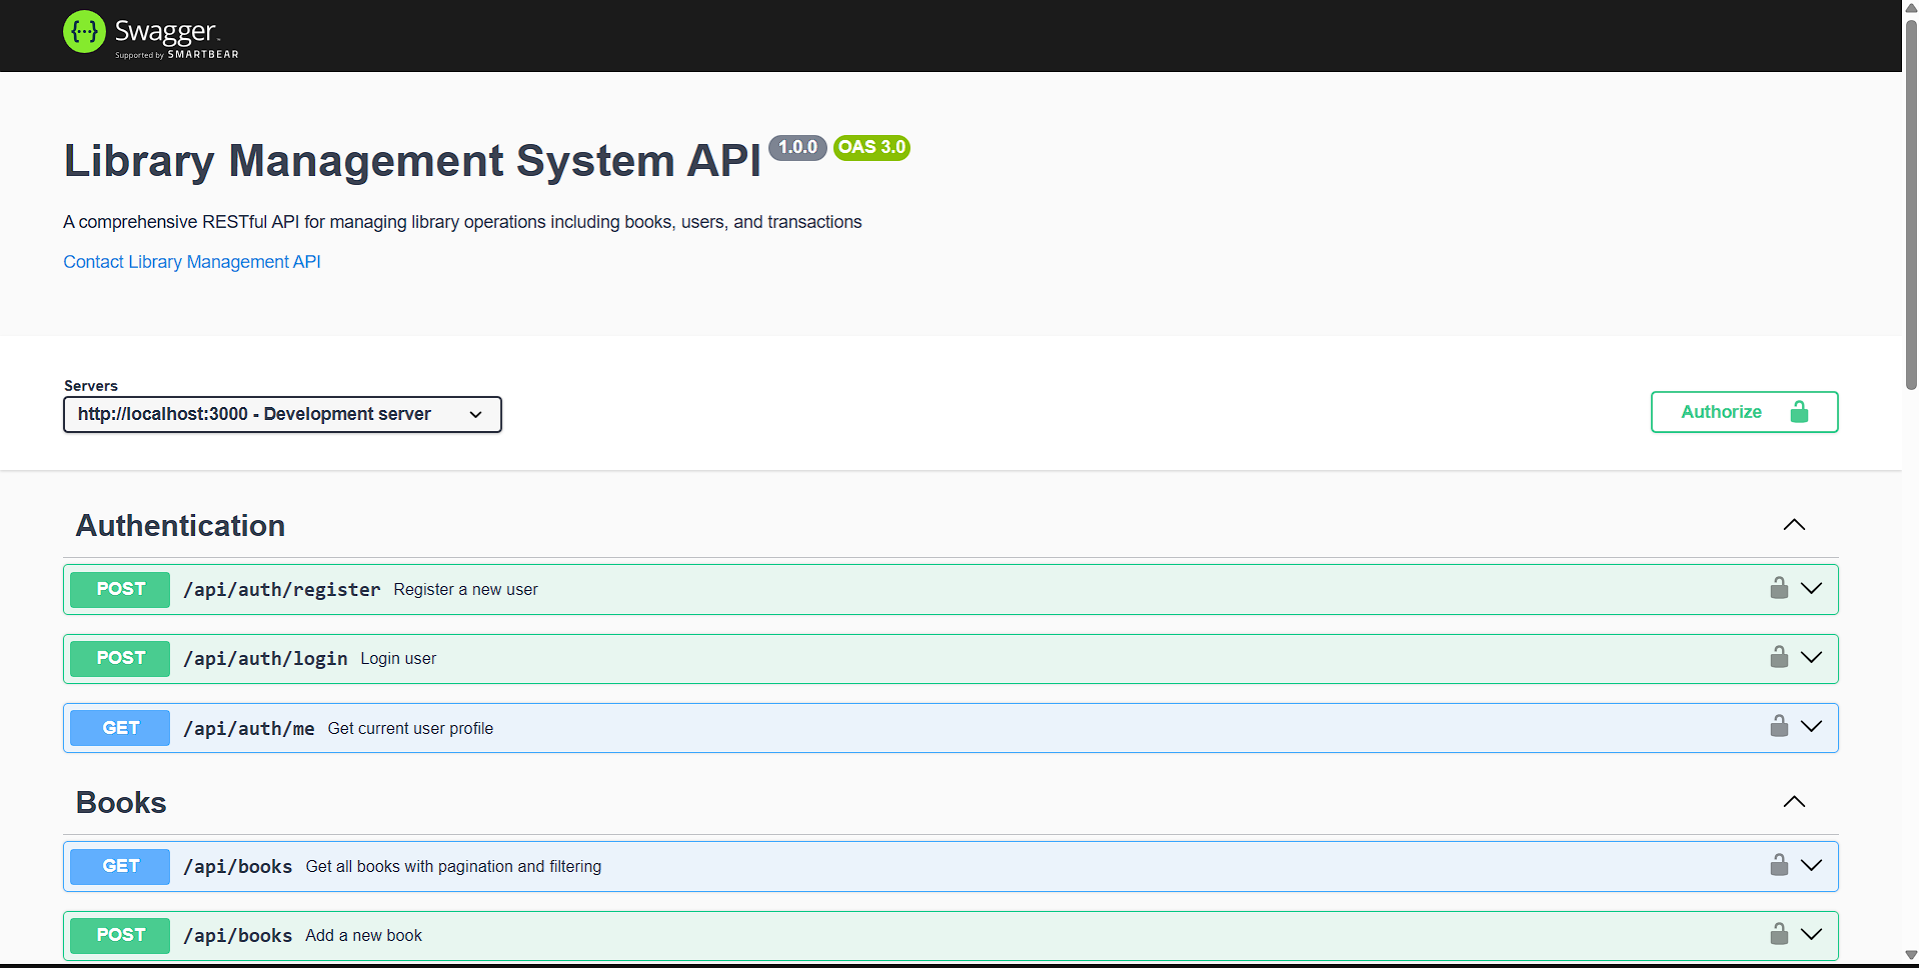 {···} Swagger
Supported by SMARTBEAR
Library Management System API 1.0.0 OAS 3.0
A comprehensive RESTful API for managing library operations including books, users, and transactions
Contact Library Management API
Servers
http://localhost:3000 - Development server
Authorize
Authentication
POST /api/auth/register Register a new user
POST /api/auth/login Login user
GET /api/auth/me Get current user profile
Books
GET /api/books Get all books with pagination and filtering
POST /api/books Add a new book